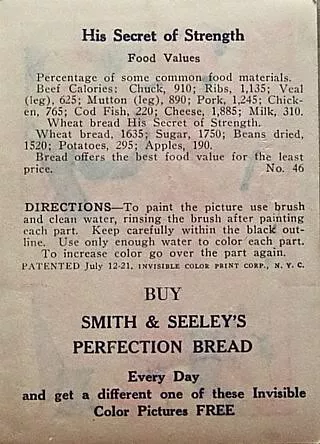 His Secret of Strength
Food Values
Percentage of some common food materials.
Beef Calories: Chuck, 910; Ribs, 1,135; Veal
(leg), 625; Mutton (leg), 890; Pork, 1,245; Chick-
en, 765; Cod Fish, 220; Cheese, 1,885; Milk, 310.
Wheat bread His Secret of Strength.
Wheat bread, 1635; Sugar, 1750; Beans dried,
1520; Potatoes, 295; Apples, 190.
Bread offers the best food value for the least
price. No. 46
DIRECTIONS—To paint the picture use brush
and clean water, rinsing the brush after painting
each part. Keep carefully within the black out-
line. Use only enough water to color each part.
To increase color go over the part again.
PATENTED July 12-21, INVISIBLE COLOR PRINT CORP., N. Y. C.
BUY
SMITH & SEELEY'S
PERFECTION BREAD
Every Day
and get a different one of these Invisible
Color Pictures FREE